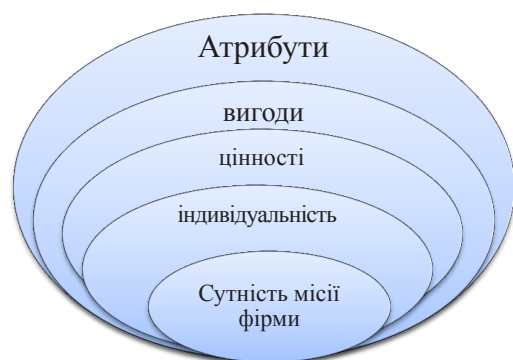 Атрибути
вигоди
цінності
індивідуальність
Сутність місії
фірми